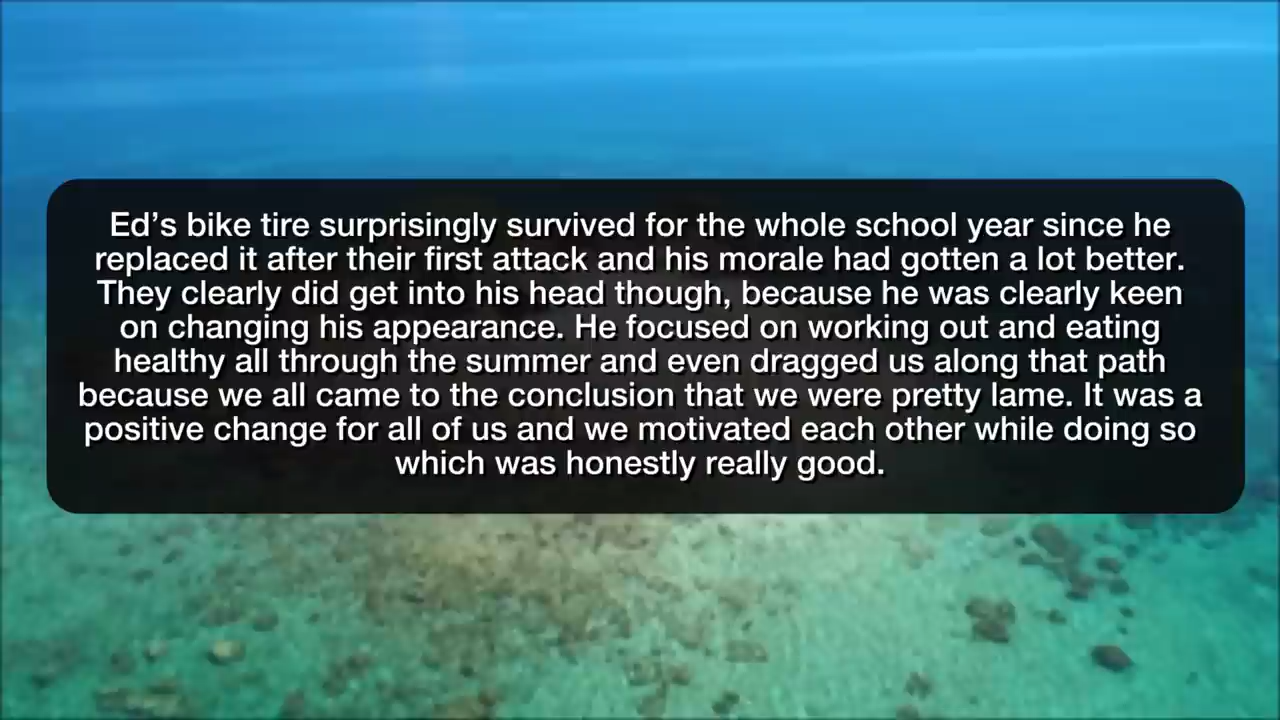 Ed’s bike tire surprisingly survived for the whole school year since he
replaced it after their first attack and his morale had gotten a lot better.
They clearly did get into his head though, because he was clearly keen
on changing his appearance. He focused on working out and eating
healthy all through the summer and even dragged us along that path
because we all came to the conclusion that we were pretty lame. It was a
positive change for all of us and we motivated each other while doing so
which was honestly really good.